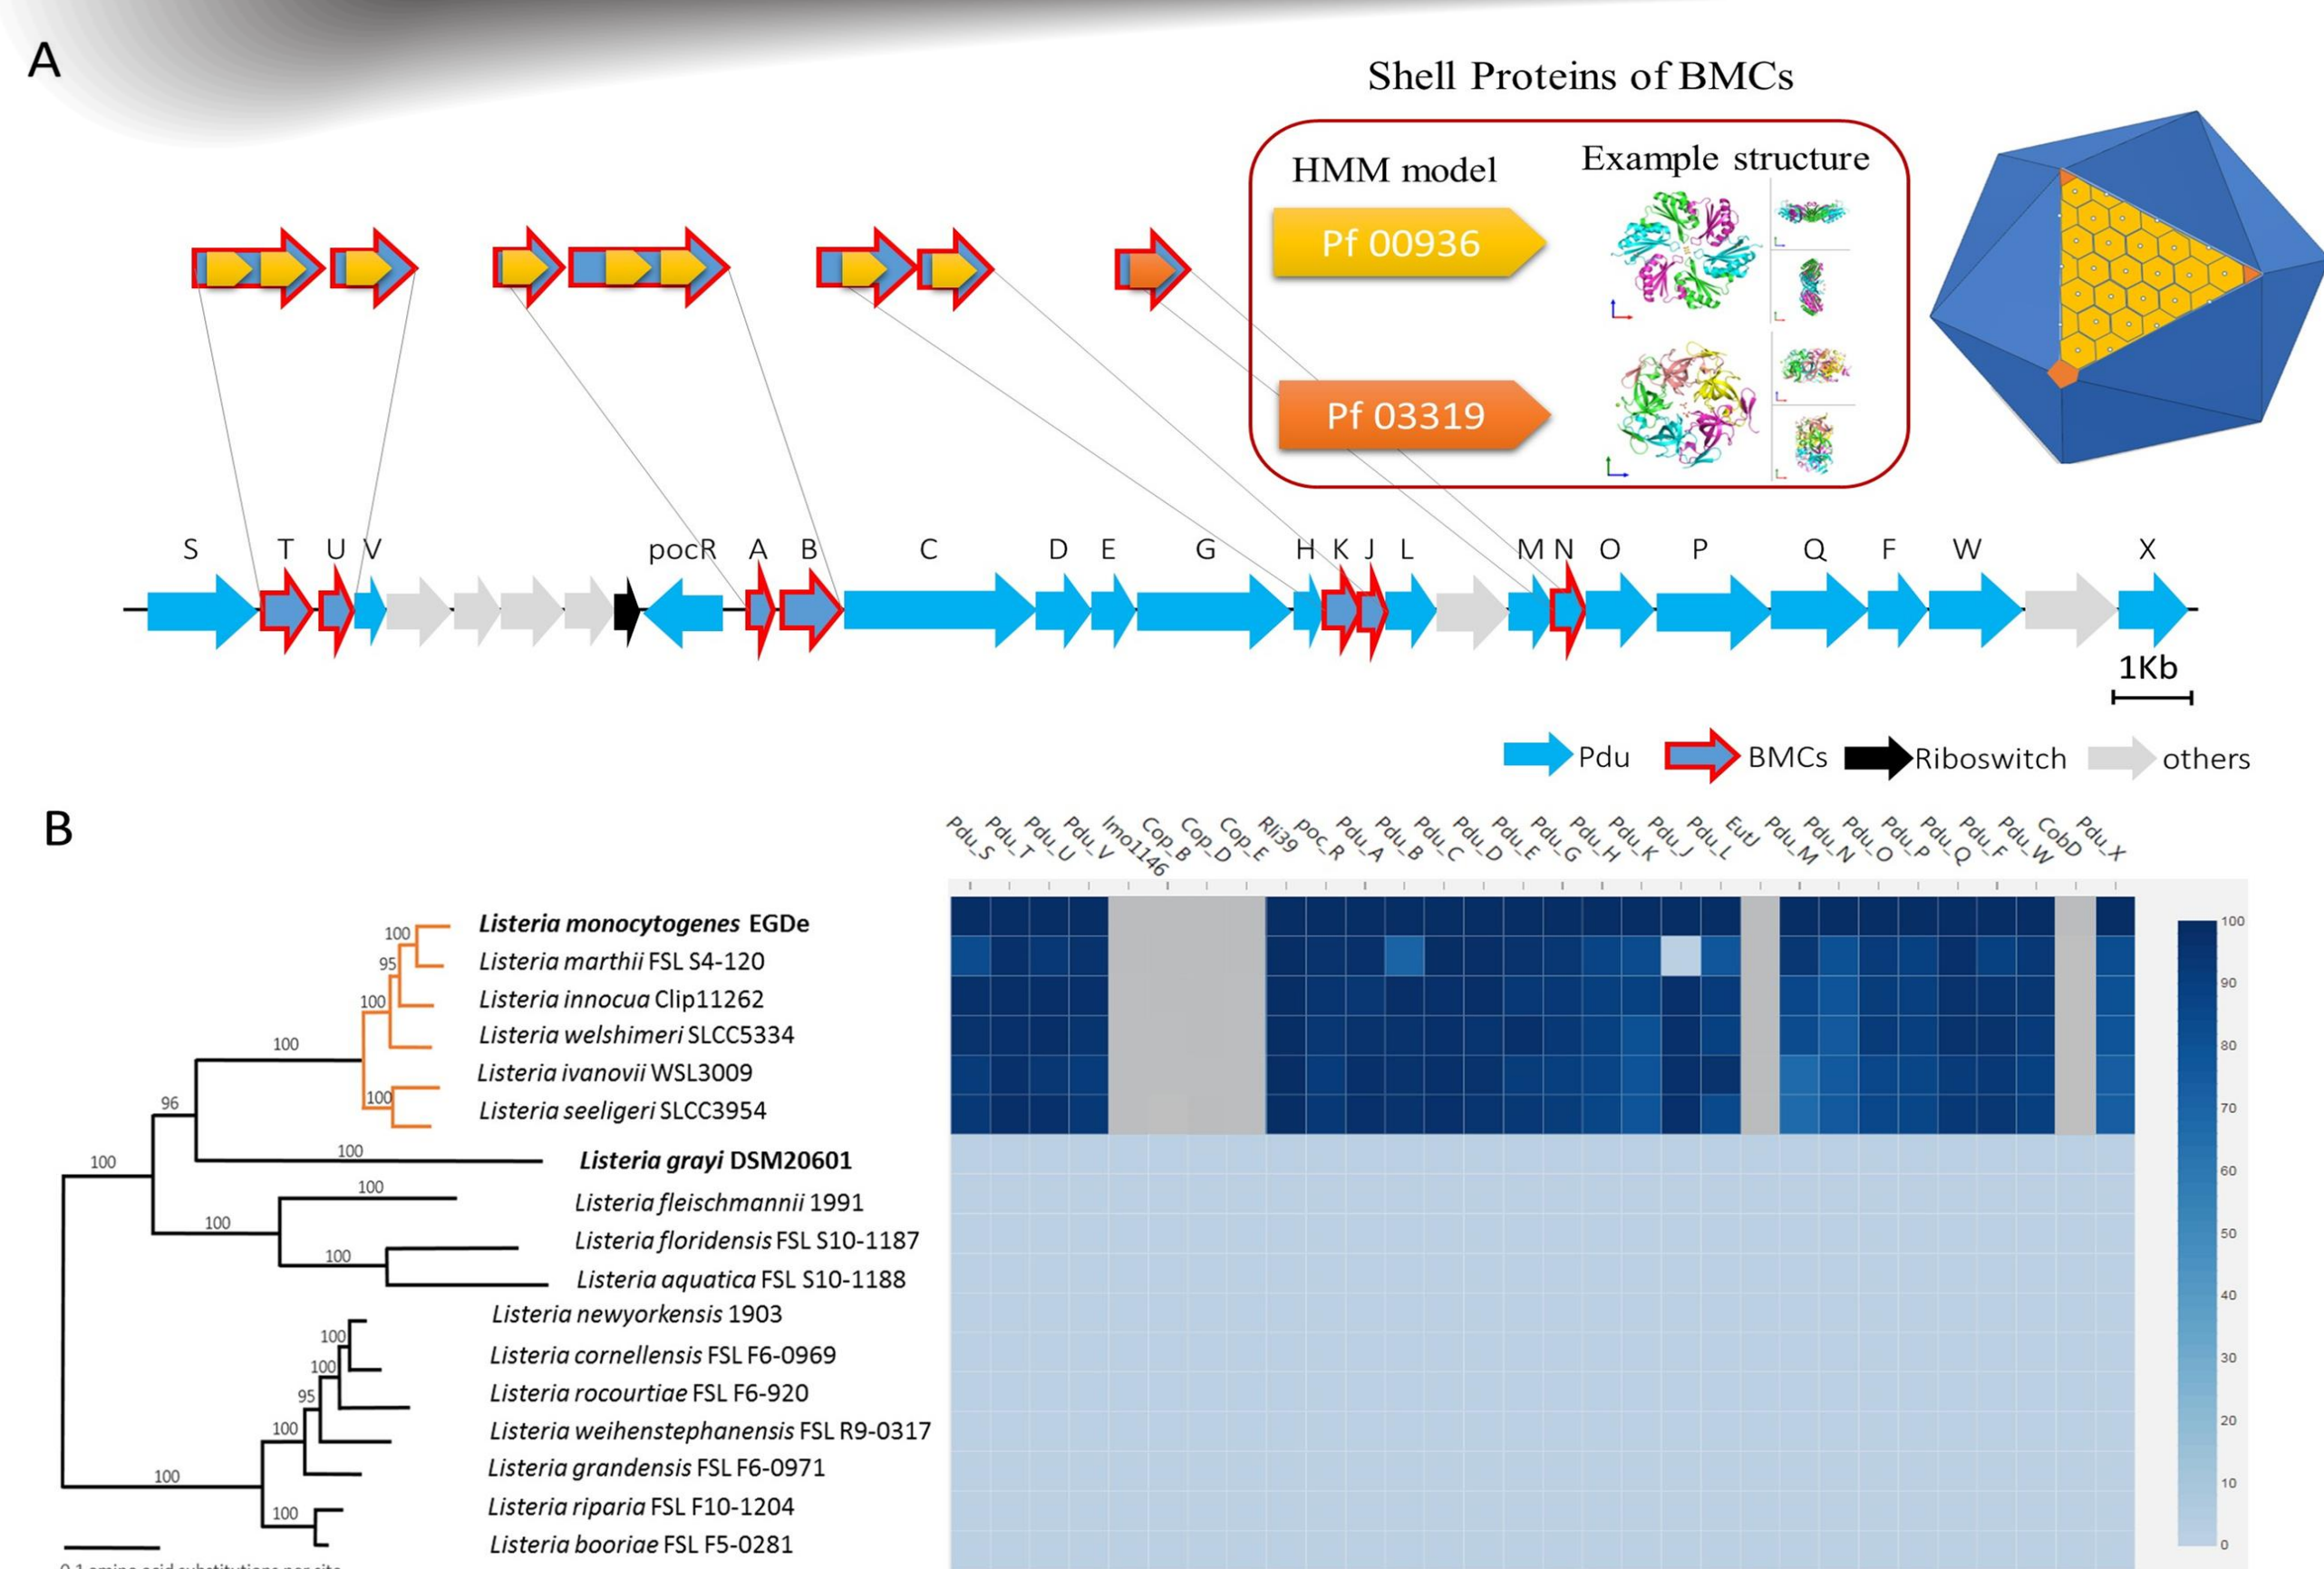 A
Shell Proteins of BMCs
HMM model
Example structure
Pf 00936
Pf 03319
S T U V pocR A B C D E G H K J L M N O P Q F W X
1Kb
Pdu BMCs Riboswitch others
B
Pdu_S Pdu_T Pdu_U Pdu_V lmo1146 Cop_B Cop_D Cop_E Rli39 poc_R Pdu_A Pdu_B Pdu_C Pdu_D Pdu_E Pdu_G Pdu_H Pdu_K Pdu_J Pdu_L EutJ Pdu_M Pdu_N Pdu_O Pdu_P Pdu_Q Pdu_F Pdu_W CobD Pdu_X
100 Listeria monocytogenes EGDe
95 Listeria marthii FSL S4-120
100 Listeria innocua Clip11262
100 Listeria welshimeri SLCC5334
Listeria ivanovii WSL3009
96 100 Listeria seeligeri SLCC3954
100 100 Listeria grayi DSM20601
100 Listeria fleischmannii 1991
100 Listeria floridensis FSL S10-1187
100 Listeria aquatica FSL S10-1188
Listeria newyorkensis 1903
100
100 Listeria cornellensis FSL F6-0969
95 Listeria rocourtiae FSL F6-920
100 Listeria weihenstephanensis FSL R9-0317
100 Listeria grandensis FSL F6-0971
100 Listeria riparia FSL F10-1204
Listeria booriae FSL F5-0281
0.1 amino acid substitutions per site
100
90
80
70
60
50
40
30
20
10
0